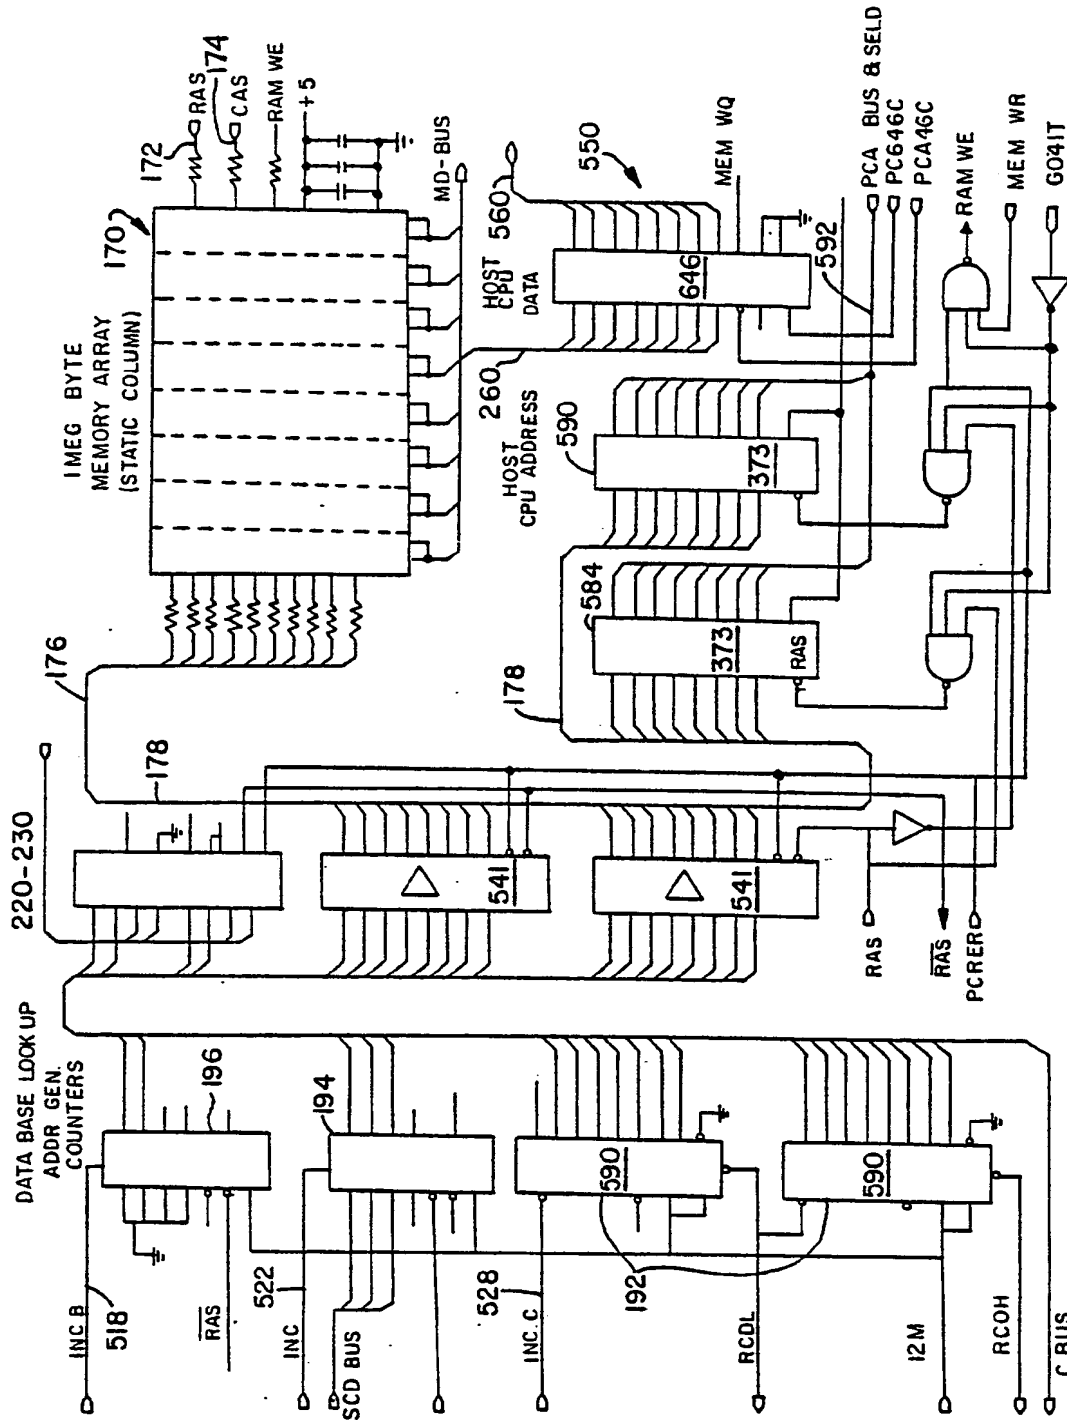 DATA BASE LOOKUP
ADDR GEN.
COUNTERS
INC B
518
196
RAS
522
INC
SCD BUS
194
528
INC. C
590
590
192
RCDL
12M
RCOH
C BUS
220-230
178
176
541
541
RAS
RAS
PCRER
1MEG BYTE
MEMORY ARRAY
(STATIC COLUMN)
170
172
RAS
CAS
174
RAM WE
+5
MD-BUS
260
HOST
CPU
DATA
560
550
646
MEM WQ
HOST
CPU ADDRESS
590
373
584
373
RAS
178
592
PCA BUS & SELD
PC646C
PCA46C
RAM WE
MEM WR
GO41T